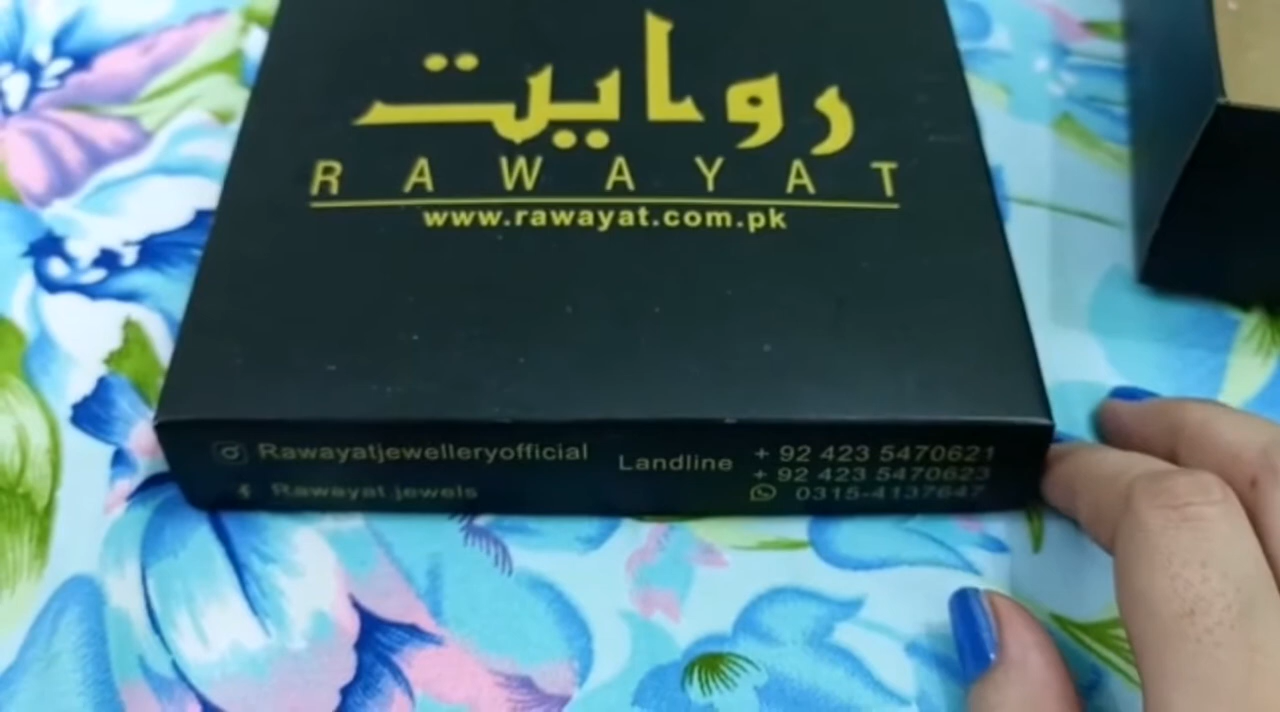 روایت
RAWAYAT
www.rawayat.com.pk
Rawayatjewelleryofficial
Rawayat.jewels
Landline
+ 92 423 5470621
+ 92 423 5470623
0315-4137647